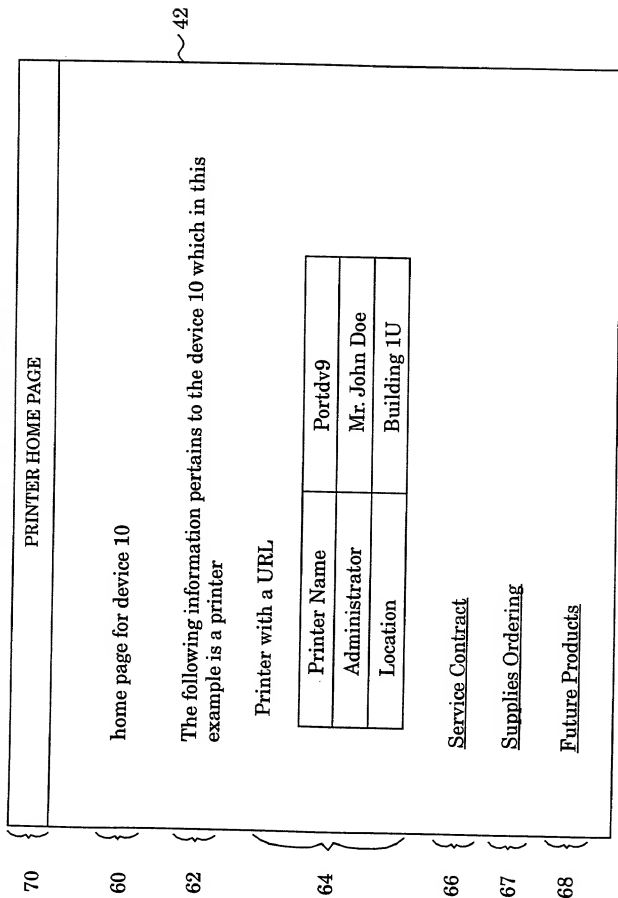 PRINTER HOME PAGE
70
42
60
home page for device 10
62
The following information pertains to the device 10 which in this
example is a printer
64
Printer with a URL
Printer Name Portdv9
Administrator Mr. John Doe
Location Building 1U
66
Service Contract
67
Supplies Ordering
68
Future Products